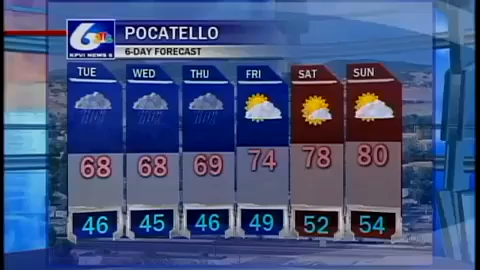 6
KPVI NEWS 6
POCATELLO
6-DAY FORECAST
TUE WED THU FRI SAT SUN
68 68 69 74 78 80
46 45 46 49 52 54